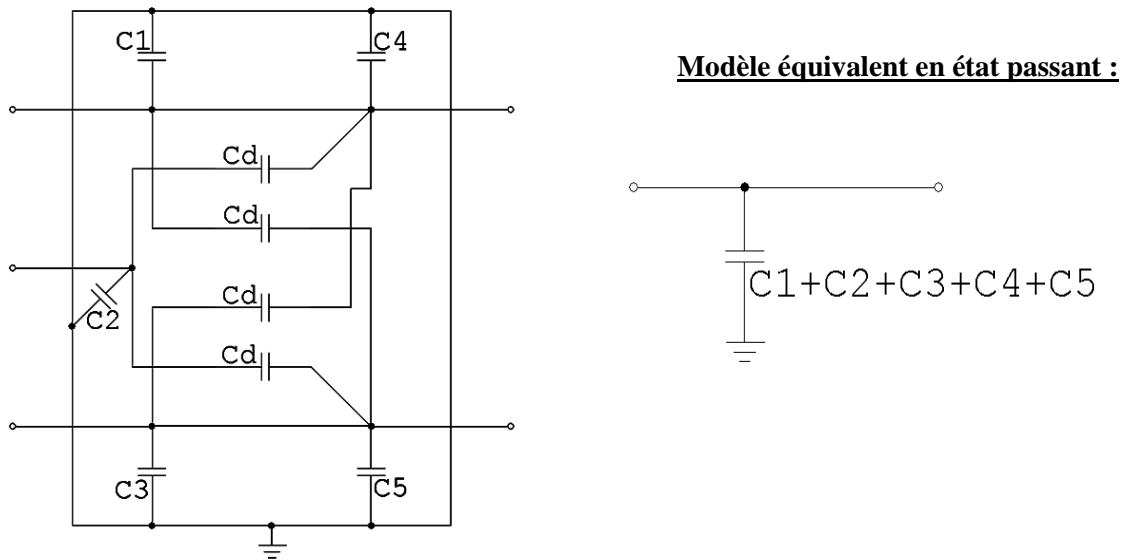 C1
C4
Modèle équivalent en état passant :
Cd
Cd
Cd
C2
Cd
C1+C2+C3+C4+C5
C3
C5